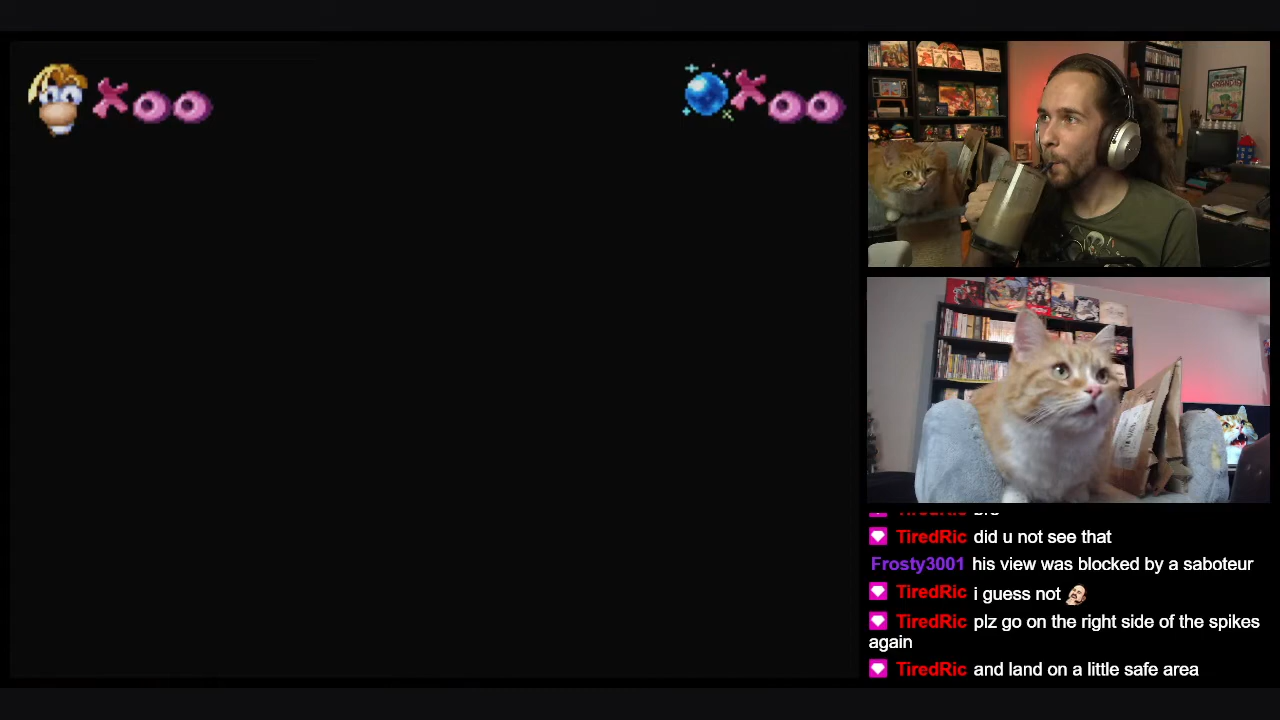 TiredRic did u not see that
Frosty3001 his view was blocked by a saboteur
TiredRic i guess not
TiredRic plz go on the right side of the spikes
again
TiredRic and land on a little safe area